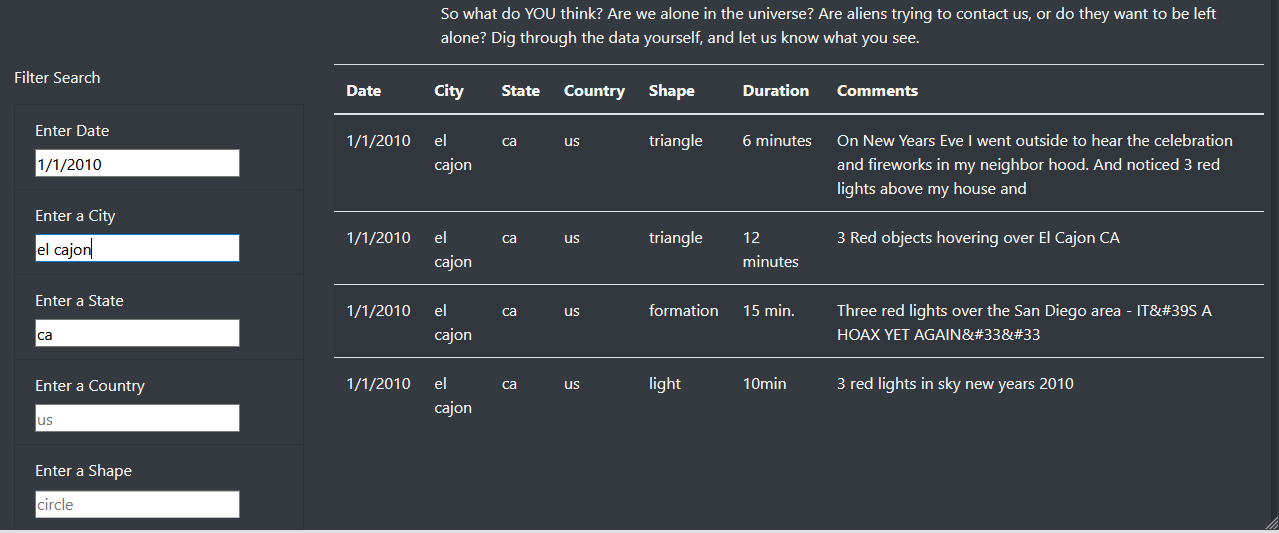 So what do YOU think? Are we alone in the universe? Are aliens trying to contact us, or do they want to be left
alone? Dig through the data yourself, and let us know what you see.
Filter Search
Enter Date
1/1/2010
Enter a City
el cajon
Enter a State
ca
Enter a Country
us
Enter a Shape
circle
Date City State Country Shape Duration Comments
1/1/2010 el ca us triangle 6 minutes On New Years Eve I went outside to hear the celebration
cajon and fireworks in my neighbor hood. And noticed 3 red
lights above my house and
1/1/2010 el ca us triangle 12 3 Red objects hovering over El Cajon CA
cajon minutes
1/1/2010 el ca us formation 15 min. Three red lights over the San Diego area - IT&#39S A
cajon HOAX YET AGAIN&#33&#33
1/1/2010 el ca us light 10min 3 red lights in sky new years 2010
cajon